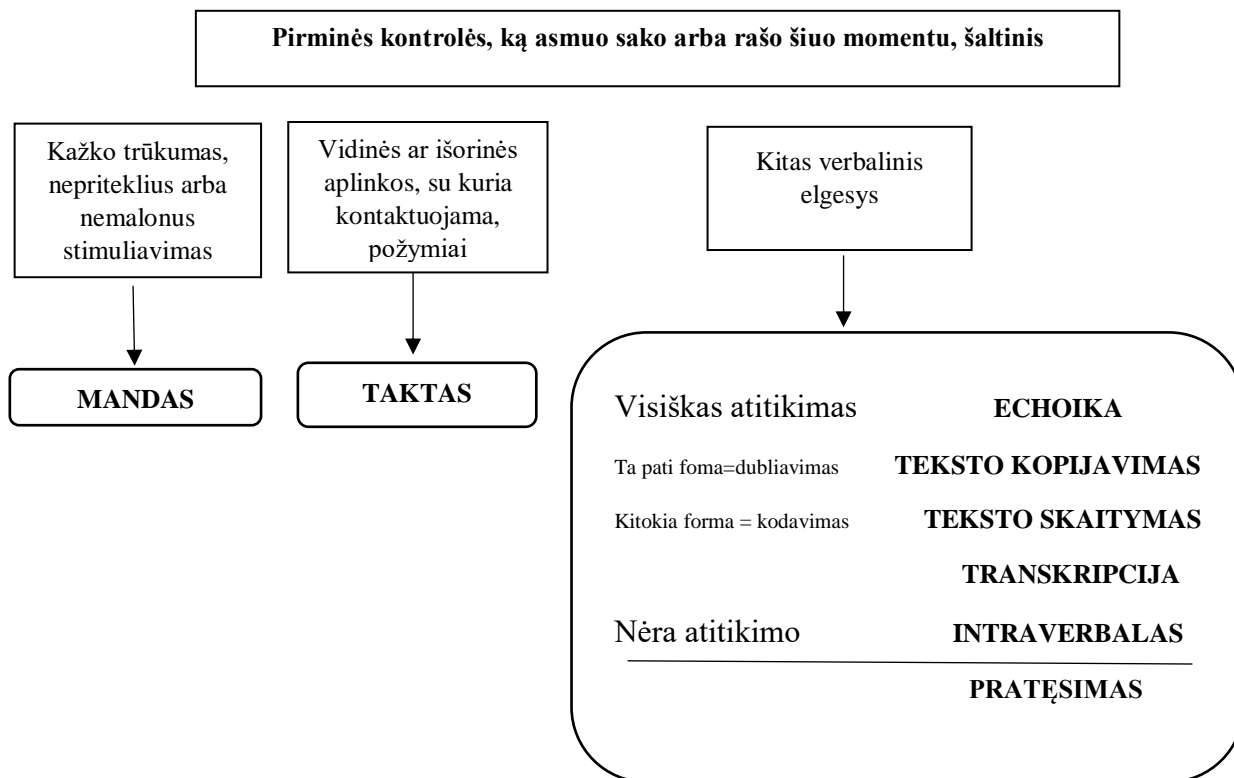 Pirminės kontrolės, ką asmuo sako arba rašo šiuo momentu, šaltinis
Kažko trūkumas,
nepriteklius arba
nemalonus
stimuliavimas
Vidinės ar išorinės
aplinkos, su kuria
kontaktuojama,
požymiai
Kitas verbalinis
elgesys
MANDAS
TAKTAS
Visiškas atitikimas ECHOIKA
Ta pati foma=dubliavimas TEKSTO KOPIJAVIMAS
Kitokia forma = kodavimas TEKSTO SKAITYMAS
TRANSKRIPCIJA
Nėra atitikimo INTRAVERBALAS
PRATĘSIMAS